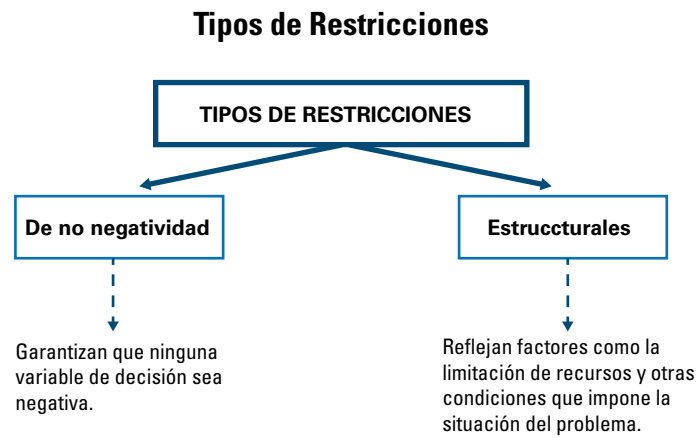 Tipos de Restricciones
TIPOS DE RESTRICCIONES
De no negatividad
Estruccturales
Garantizan que ninguna
variable de decisión sea
negativa.
Reflejan factores como la
limitación de recursos y otras
condiciones que impone la
situación del problema.